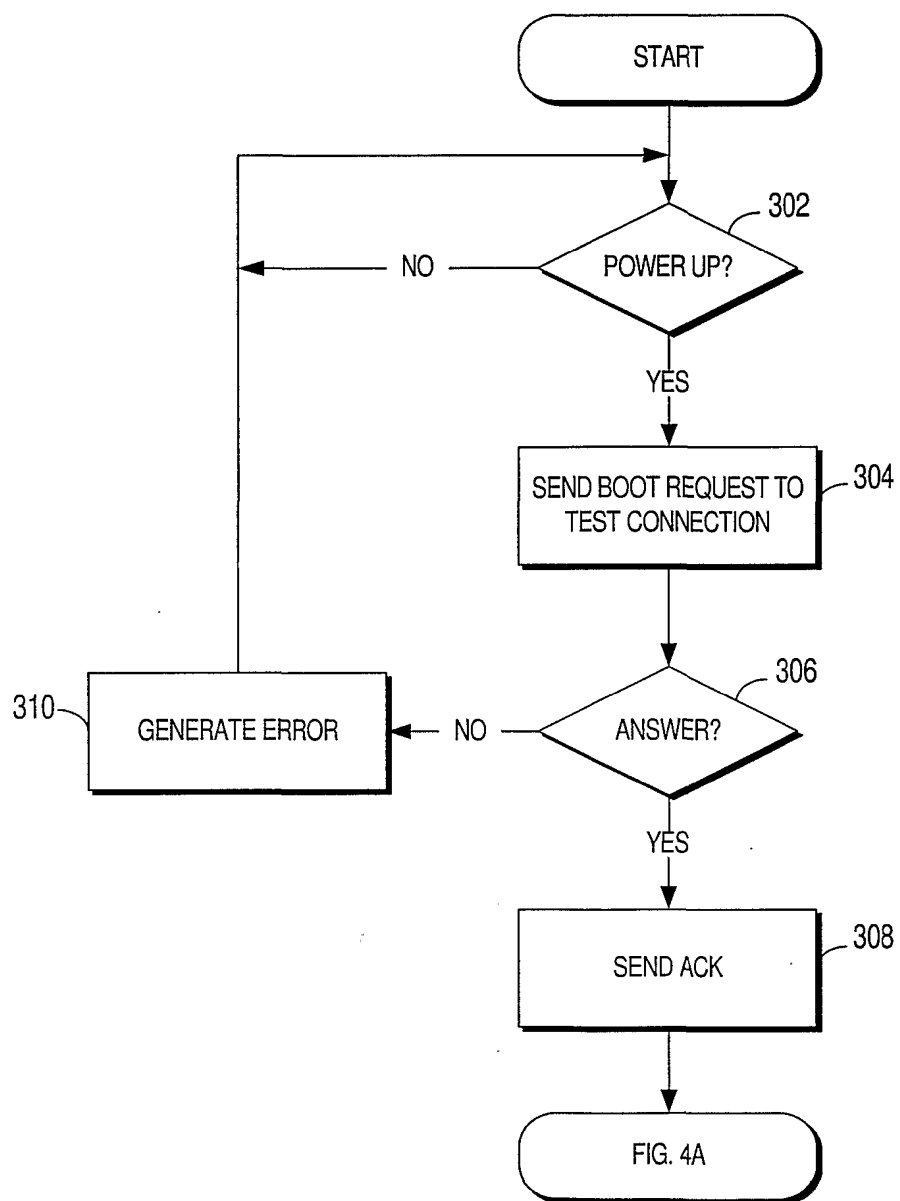 START
302
POWER UP?
NO
YES
SEND BOOT REQUEST TO
TEST CONNECTION
304
306
ANSWER?
NO
310
GENERATE ERROR
YES
SEND ACK
308
FIG. 4A